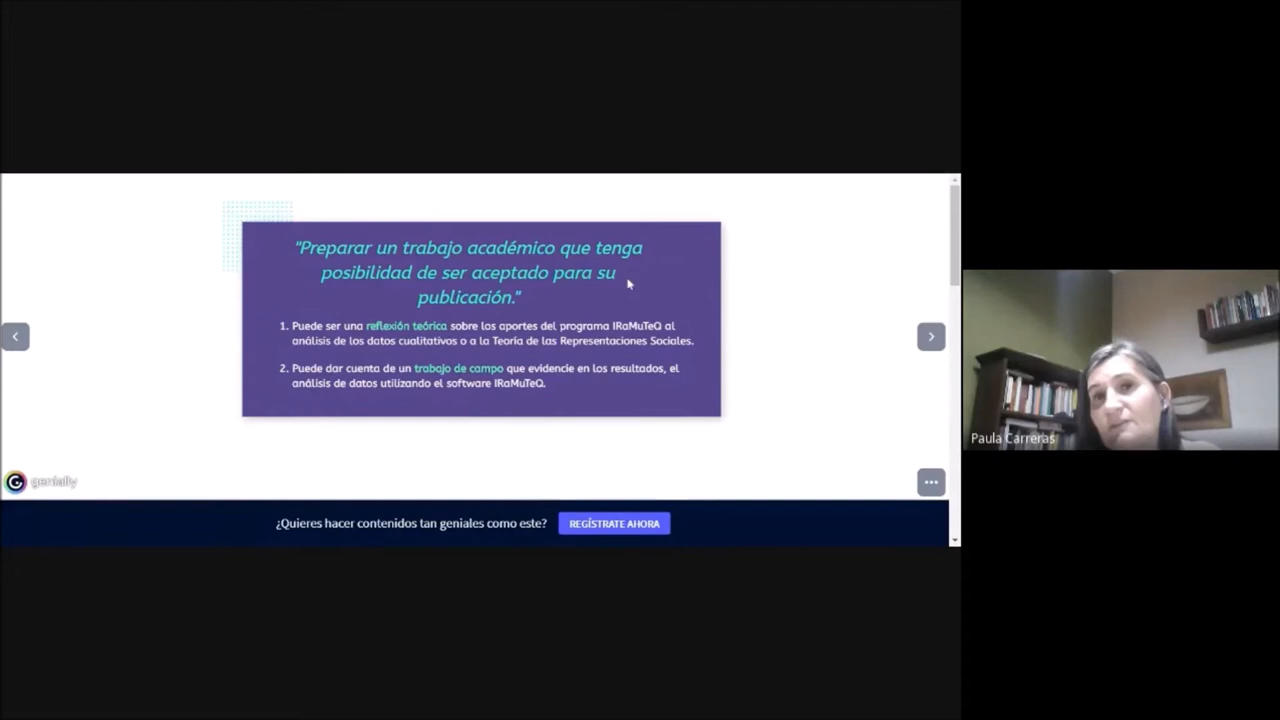 "Preparar un trabajo académico que tenga
posibilidad de ser aceptado para su
publicación."
1. Puede ser una reflexión teórica sobre los aportes del programa IRaMuTeQ al
análisis de los datos cualitativos o a la Teoría de las Representaciones Sociales.
2. Puede dar cuenta de un trabajo de campo que evidencie en los resultados, el
análisis de datos utilizando el software IRaMuTeQ.
Paula Carreras
genially
¿Quieres hacer contenidos tan geniales como este?
REGÍSTRATE AHORA